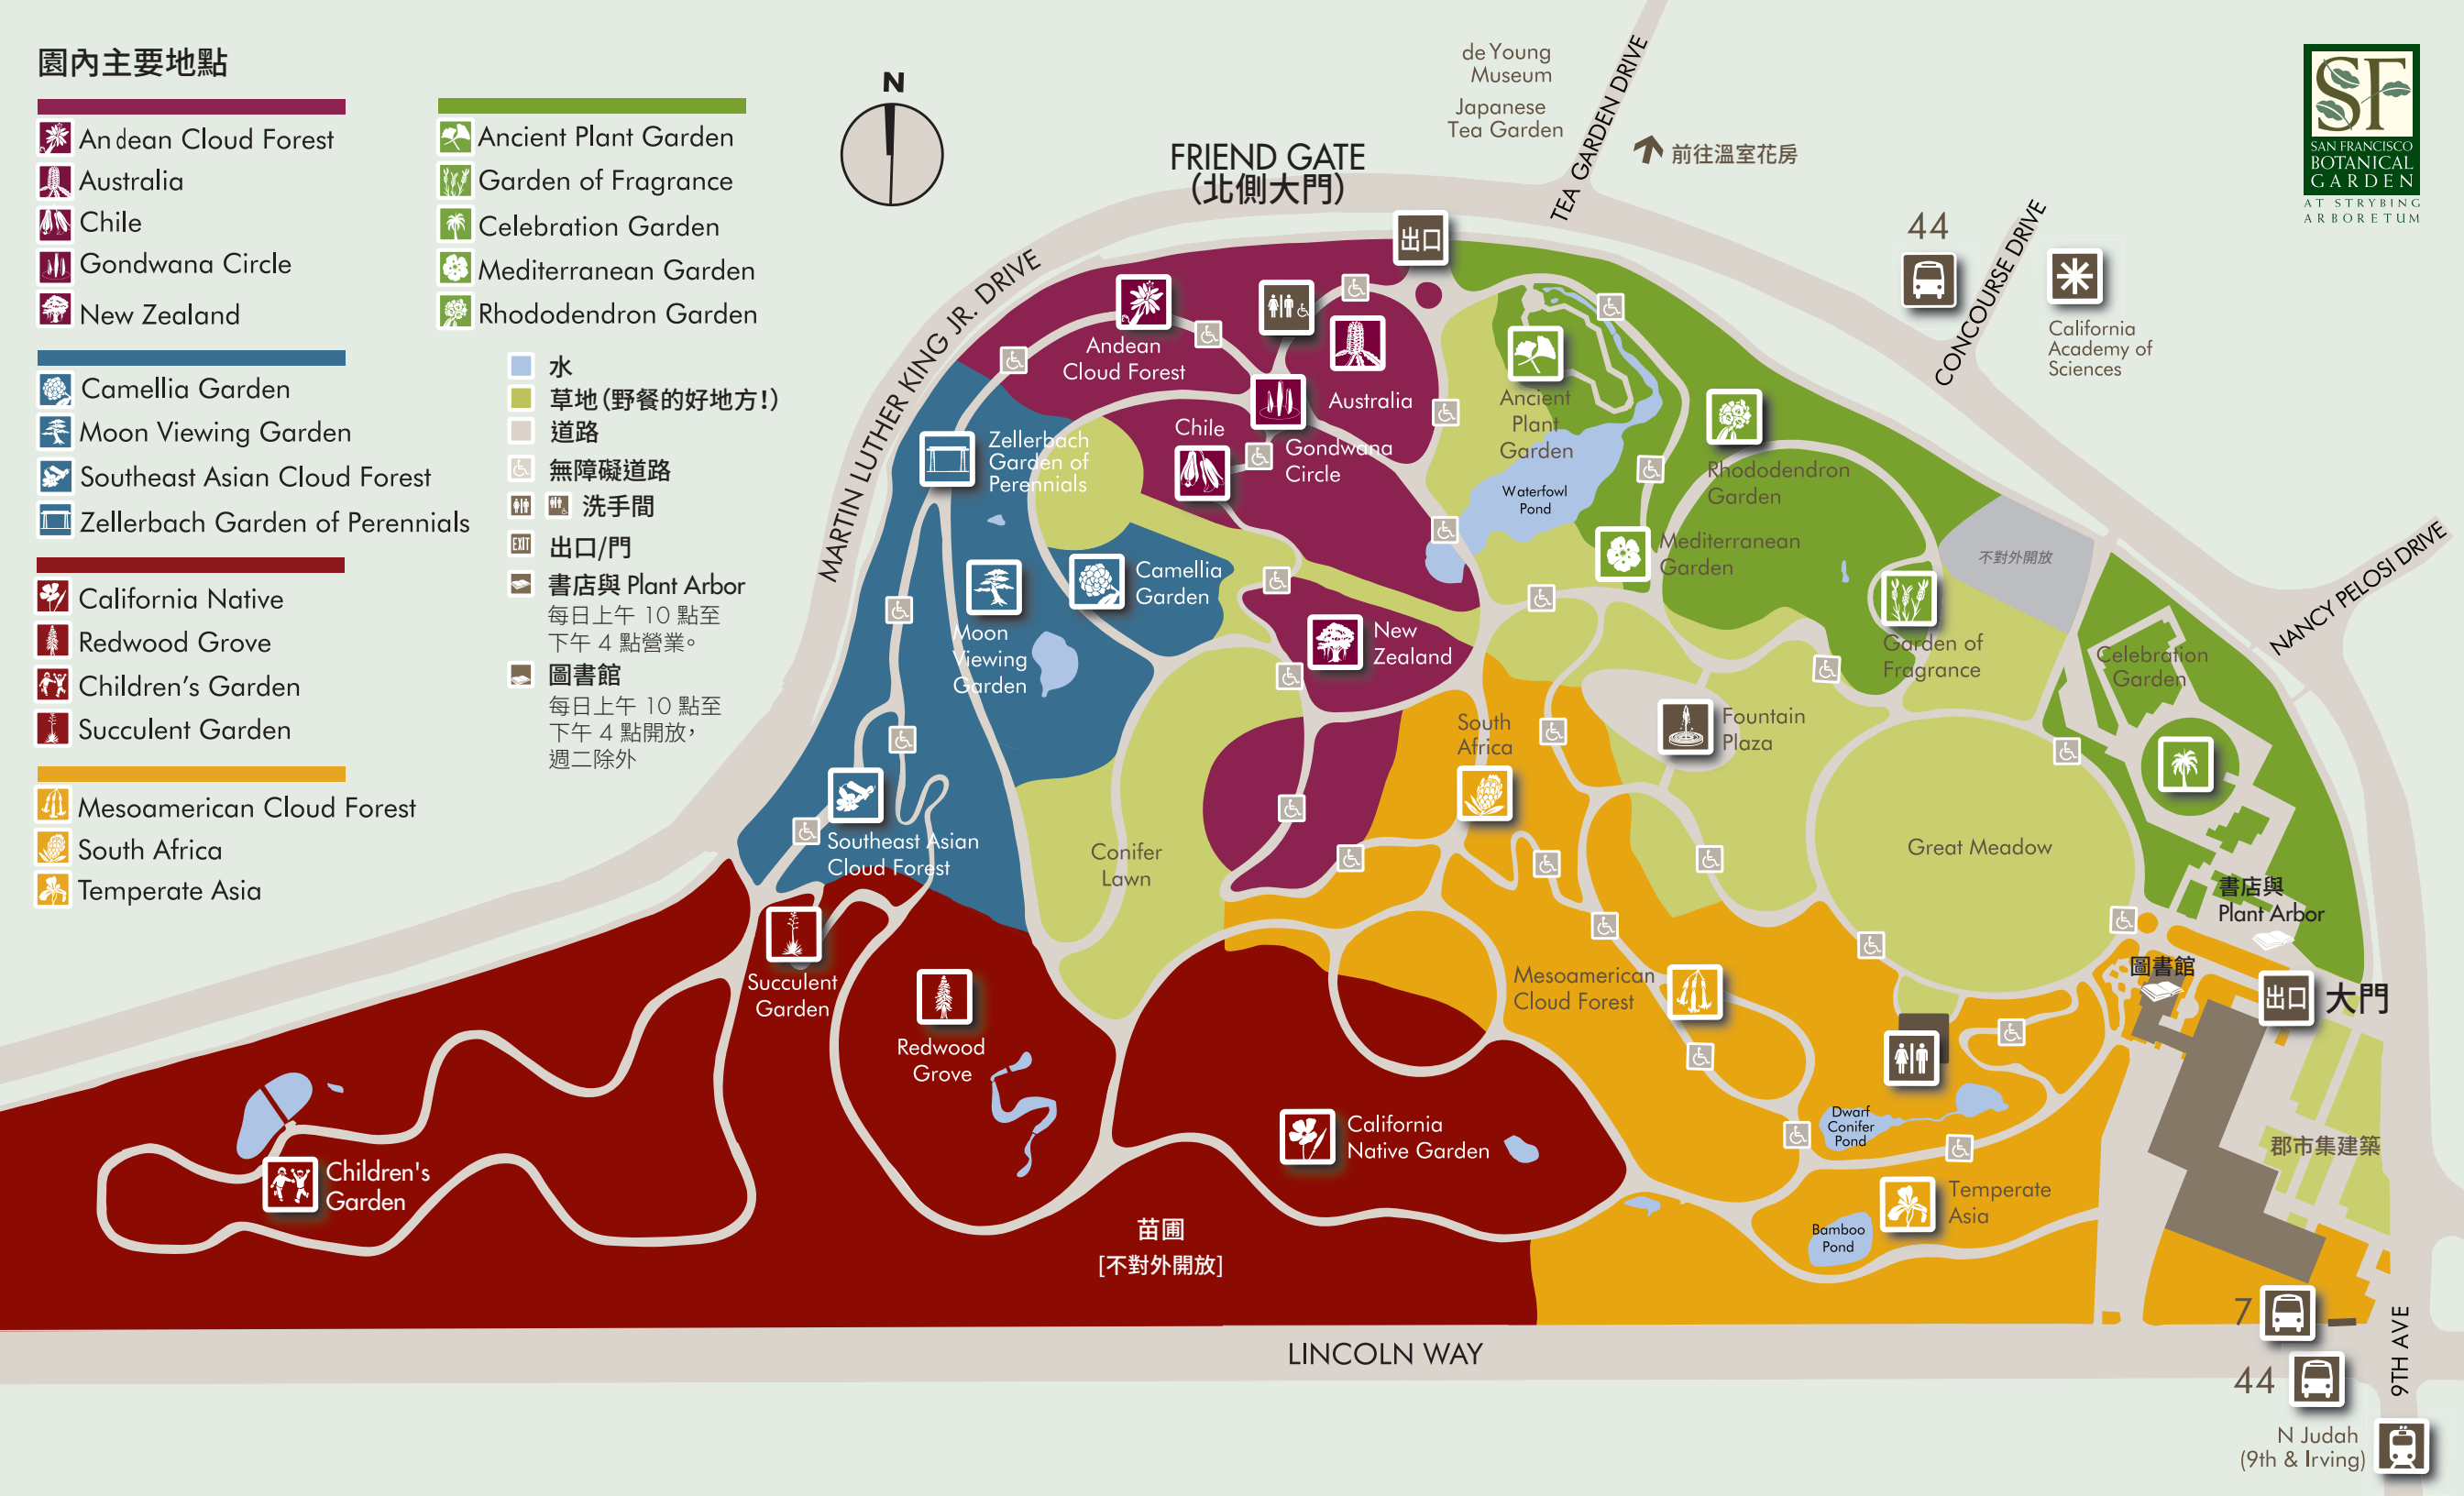 園內主要地點
Andean Cloud Forest
Australia
Chile
Gondwana Circle
New Zealand
Camellia Garden
Moon Viewing Garden
Southeast Asian Cloud Forest
Zellerbach Garden of Perennials
California Native
Redwood Grove
Children's Garden
Succulent Garden
Mesoamerican Cloud Forest
South Africa
Temperate Asia
Ancient Plant Garden
Garden of Fragrance
Celebration Garden
Mediterranean Garden
Rhododendron Garden
水
草地(野餐的好地方!)
道路
無障礙道路
洗手間
EXIT
出口/門
書店與 Plant Arbor
每日上午 10 點至
下午 4 點營業。
圖書館
每日上午 10 點至
下午 4 點開放,
週二除外
N
FRIEND GATE
(北側大門)
出口
de Young
Museum
Japanese
Tea Garden
TEA GARDEN DRIVE
前往溫室花房
44
CONCOURSE DRIVE
California
Academy of
Sciences
SF
SAN FRANCISCO
BOTANICAL
GARDEN
AT STRYBING
ARBORETUM
MARTIN LUTHER KING JR. DRIVE
NANCY PELOSI DRIVE
Andean
Cloud Forest
Australia
Chile
Gondwana
Circle
Zellerbach
Garden of
Perennials
Ancient
Plant
Garden
Waterfowl
Pond
Rhododendron
Garden
Mediterranean
Garden
不對外開放
Garden of
Fragrance
Celebration
Garden
Camellia
Garden
Moon
Viewing
Garden
New
Zealand
South
Africa
Fountain
Plaza
Great Meadow
Southeast Asian
Cloud Forest
Conifer
Lawn
書店與
Plant Arbor
圖書館
出口
大門
Succulent
Garden
Redwood
Grove
Mesoamerican
Cloud Forest
Dwarf
Conifer
Pond
California
Native Garden
Children's
Garden
Temperate
Asia
Bamboo
Pond
郡市集建築
苗圃
[不對外開放]
LINCOLN WAY
7
44
9TH AVE
N Judah
(9th & Irving)